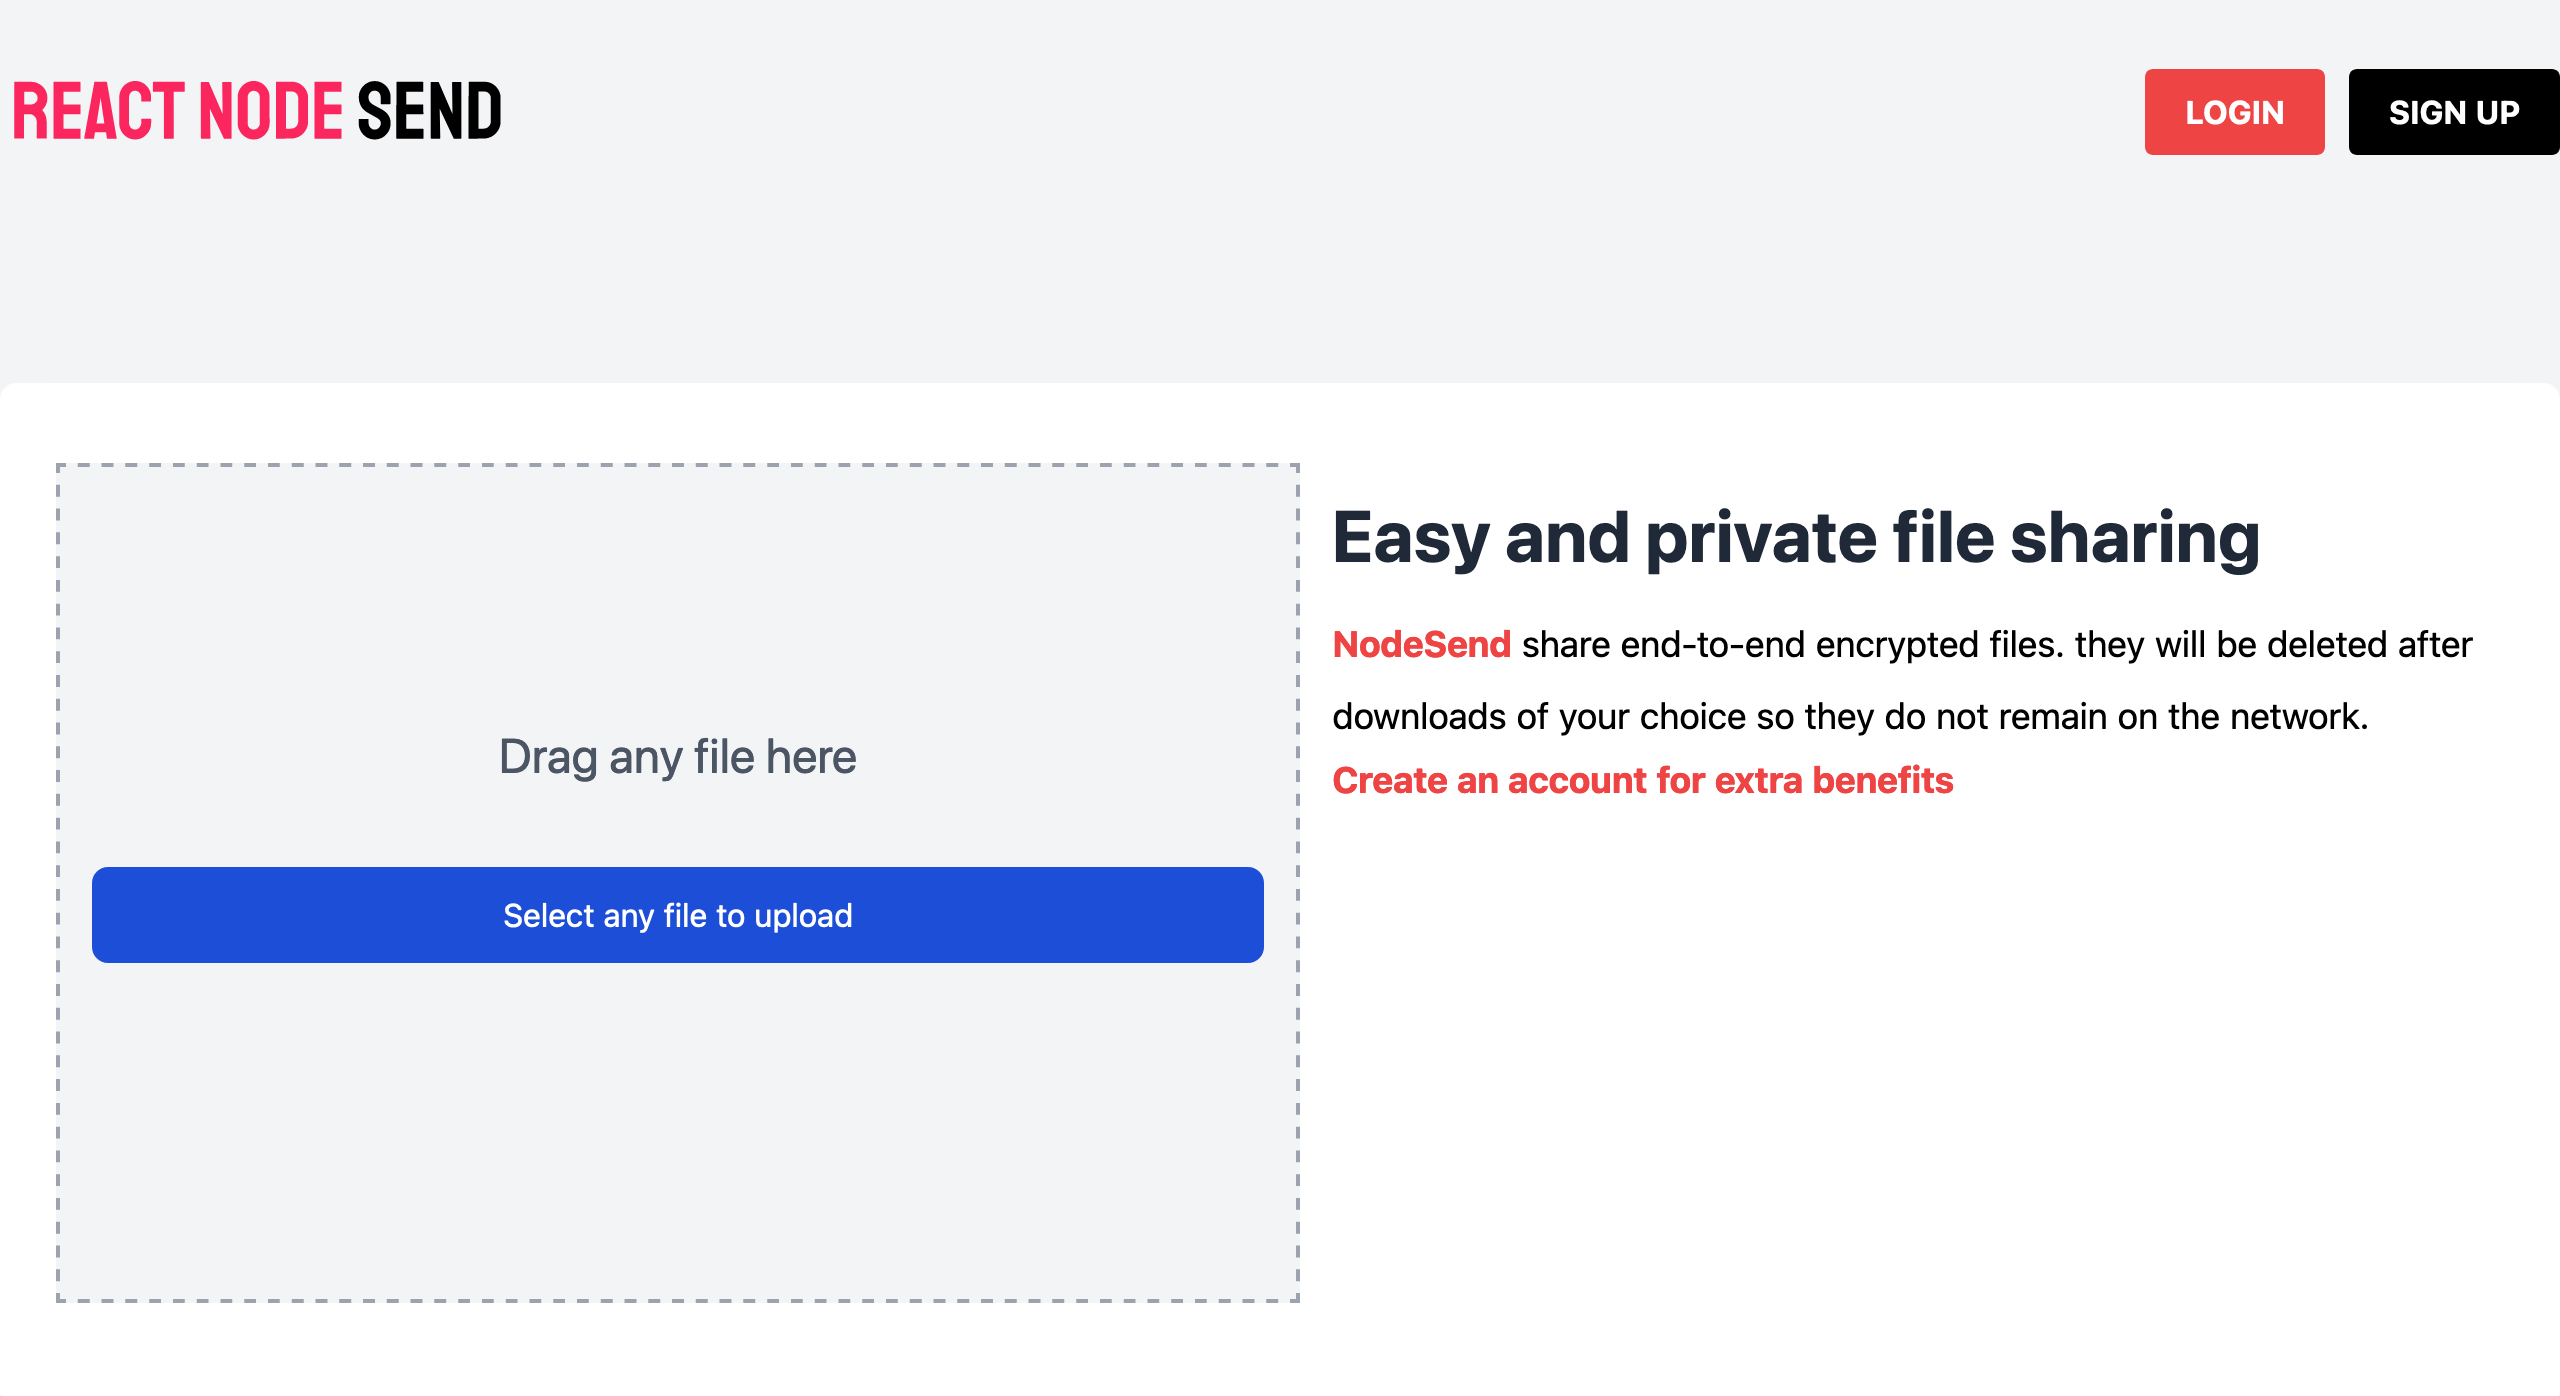 REACT NODE SEND
LOGIN
SIGN UP
Drag any file here
Select any file to upload
Easy and private file sharing
NodeSend share end-to-end encrypted files. they will be deleted after
downloads of your choice so they do not remain on the network.
Create an account for extra benefits